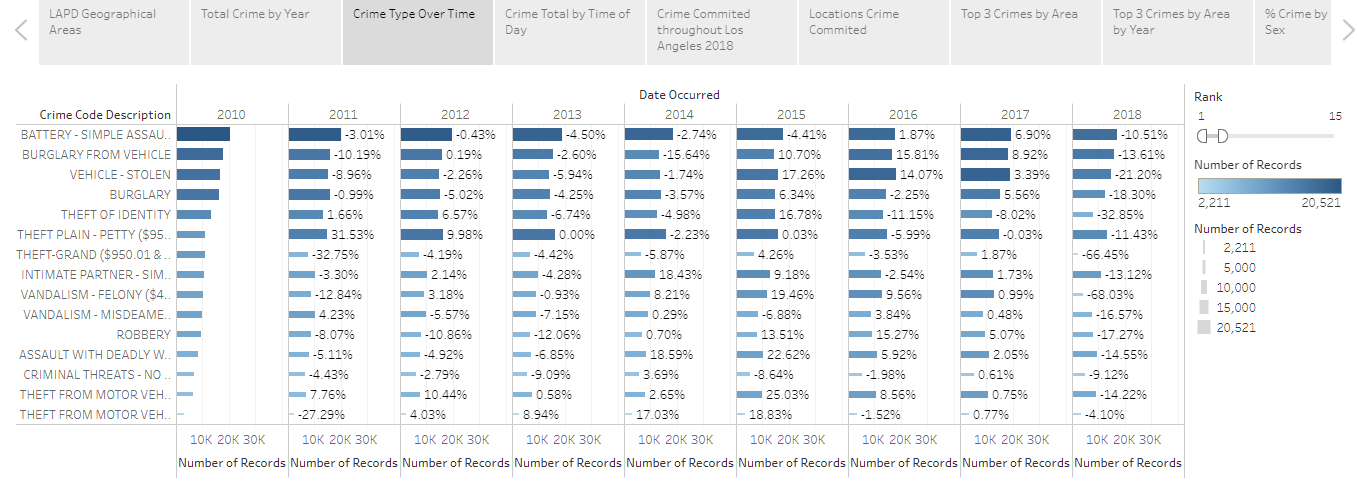 LAPD Geographical Areas
Total Crime by Year
Crime Type Over Time
Crime Total by Time of Day
Crime Commited throughout Los Angeles 2018
Locations Crime Commited
Top 3 Crimes by Area
Top 3 Crimes by Area by Year
% Crime by Sex
Date Occurred
Crime Code Description 2010 2011 2012 2013 2014 2015 2016 2017 2018
BATTERY - SIMPLE ASSAU.. -3.01% -0.43% -4.50% -2.74% -4.41% 1.87% 6.90% -10.51%
BURGLARY FROM VEHICLE -10.19% 0.19% -2.60% -15.64% 10.70% 15.81% 8.92% -13.61%
VEHICLE - STOLEN -8.96% -2.26% -5.94% -1.74% 17.26% 14.07% 3.39% -21.20%
BURGLARY -0.99% -5.02% -4.25% -3.57% 6.34% -2.25% 5.56% -18.30%
THEFT OF IDENTITY 1.66% 6.57% -6.74% -4.98% 16.78% -11.15% -8.02% -32.85%
THEFT PLAIN - PETTY ($95.. 31.53% 9.98% 0.00% -2.23% 0.03% -5.99% -0.03% -11.43%
THEFT-GRAND ($950.01 & .. -32.75% -4.19% -4.42% -5.87% 4.26% -3.53% 1.87% -66.45%
INTIMATE PARTNER - SIM.. -3.30% 2.14% -4.28% 18.43% 9.18% -2.54% 1.73% -13.12%
VANDALISM - FELONY ($4.. -12.84% 3.18% -0.93% 8.21% 19.46% 9.56% 0.99% -68.03%
VANDALISM - MISDEAME.. 4.23% -5.57% -7.15% 0.29% -6.88% 3.84% 0.48% -16.57%
ROBBERY -8.07% -10.86% -12.06% 0.70% 13.51% 15.27% 5.07% -17.27%
ASSAULT WITH DEADLY W.. -5.11% -4.92% -6.85% 18.59% 22.62% 5.92% 2.05% -14.55%
CRIMINAL THREATS - NO .. -4.43% -2.79% -9.09% 3.69% -8.64% -1.98% 0.61% -9.12%
THEFT FROM MOTOR VEH.. 7.76% 10.44% 0.58% 2.65% 25.03% 8.56% 0.75% -14.22%
THEFT FROM MOTOR VEH.. -27.29% 4.03% 8.94% 17.03% 18.83% -1.52% 0.77% -4.10%
10K 20K 30K 10K 20K 30K 10K 20K 30K 10K 20K 30K 10K 20K 30K 10K 20K 30K 10K 20K 30K 10K 20K 30K 10K 20K 30K
Number of Records Number of Records Number of Records Number of Records Number of Records Number of Records Number of Records Number of Records Number of Records
Rank
1 15
Number of Records
2,211 20,521
Number of Records
2,211
5,000
10,000
15,000
20,521